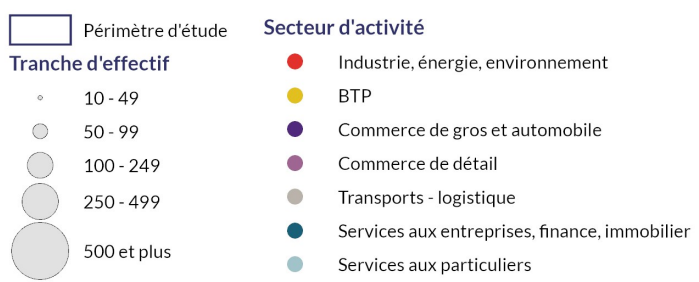 Périmètre d'étude
Tranche d'effectif
10 - 49
50 - 99
100 - 249
250 - 499
500 et plus
Secteur d'activité
Industrie, énergie, environnement
BTP
Commerce de gros et automobile
Commerce de détail
Transports - logistique
Services aux entreprises, finance, immobilier
Services aux particuliers